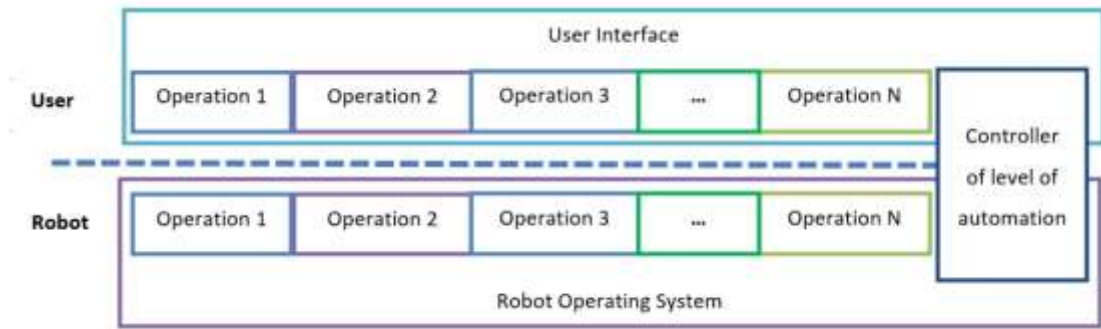 User Interface
User
Operation 1
Operation 2
Operation 3
...
Operation N
Controller
of level of
automation
Robot
Operation 1
Operation 2
Operation 3
...
Operation N
Robot Operating System